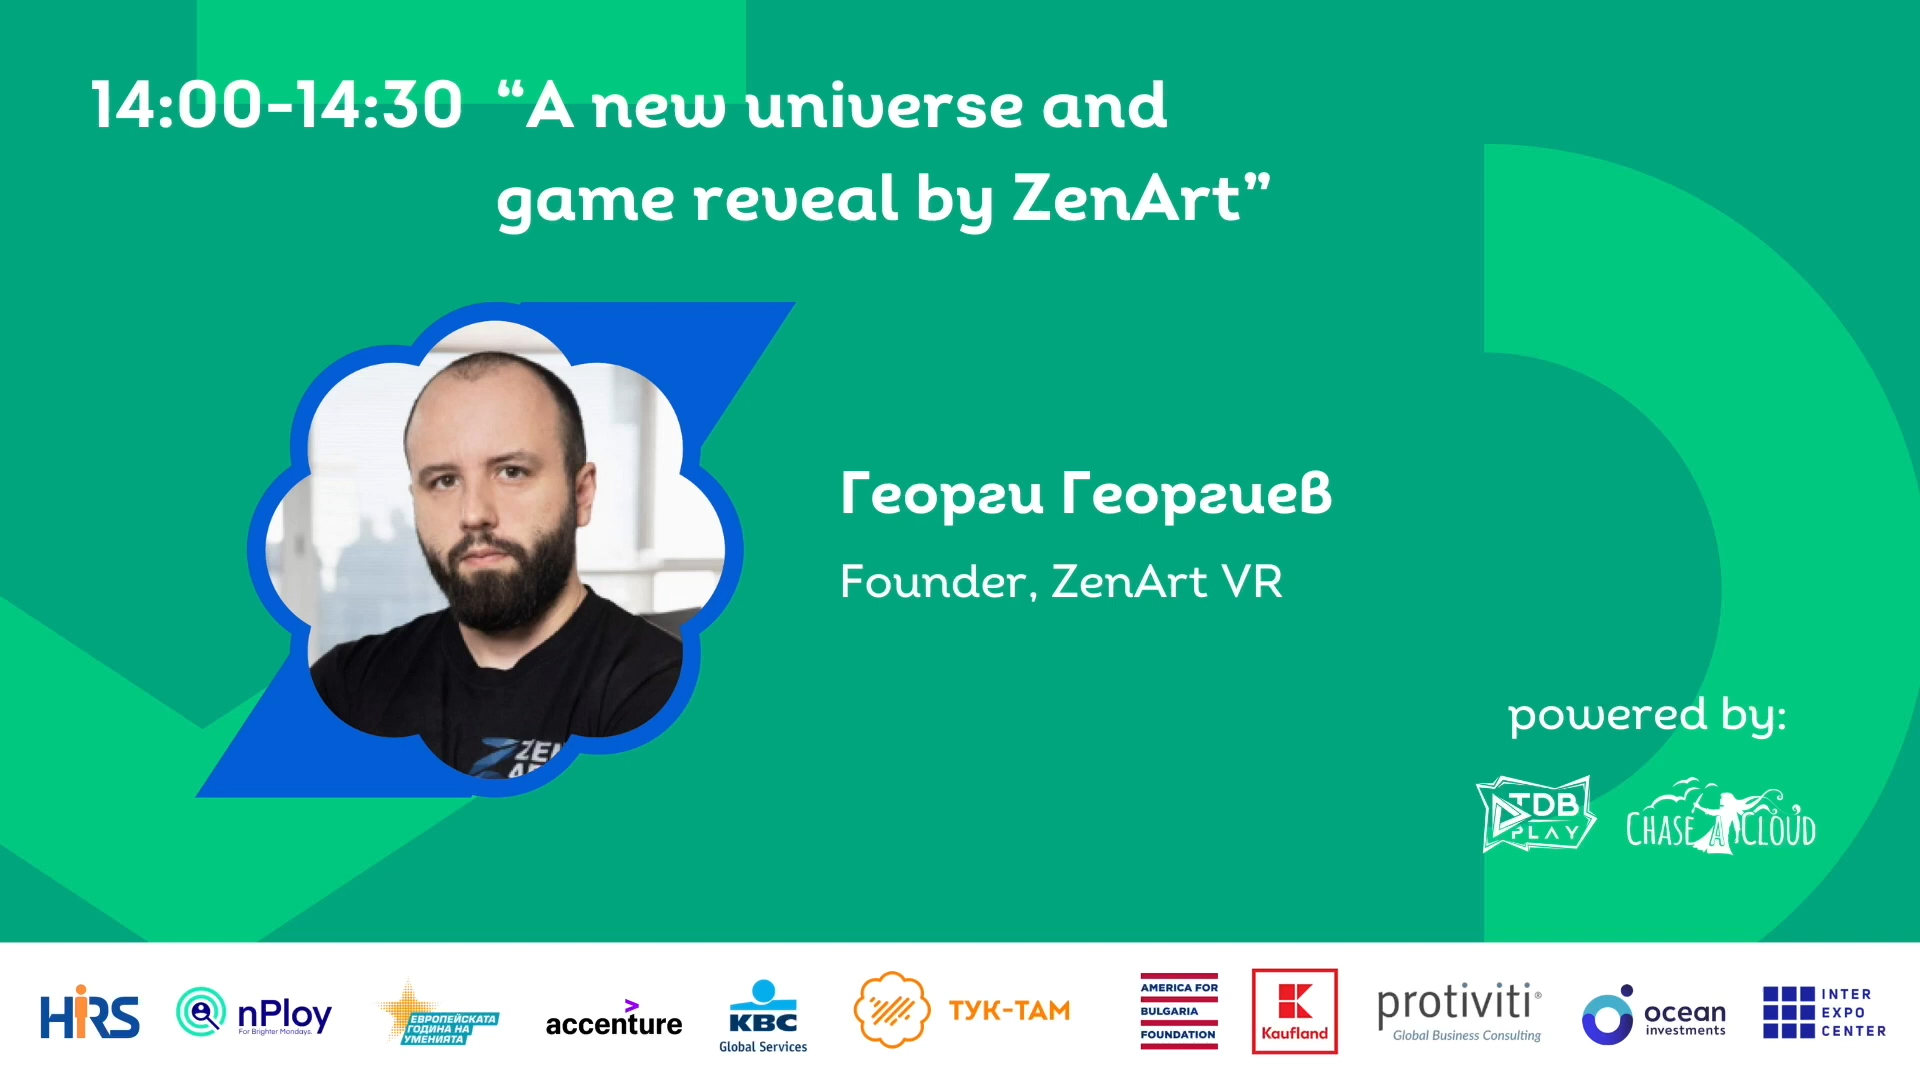 14:00-14:30 “A new universe and
game reveal by ZenArt”
Георги Георгиев
Founder, ZenArt VR
powered by:
TDB
PLAY
CHASE A CLOUD
HRS
nPloy
For Brighter Mondays.
ЕВРОПЕЙСКАТА
ГОДИНА НА
УМЕНИЯТА
accenture
KBC
Global Services
ТУК-ТАМ
AMERICA FOR
BULGARIA
FOUNDATION
Kaufland
protiviti®
Global Business Consulting
ocean
investments
INTER
EXPO
CENTER